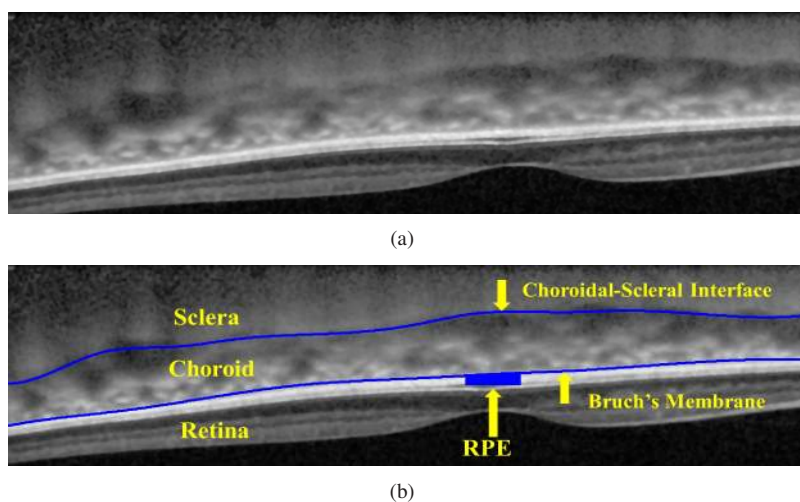 (a)
Choroidal-Scleral Interface
Sclera
Choroid
Bruch's Membrane
Retina
RPE
(b)